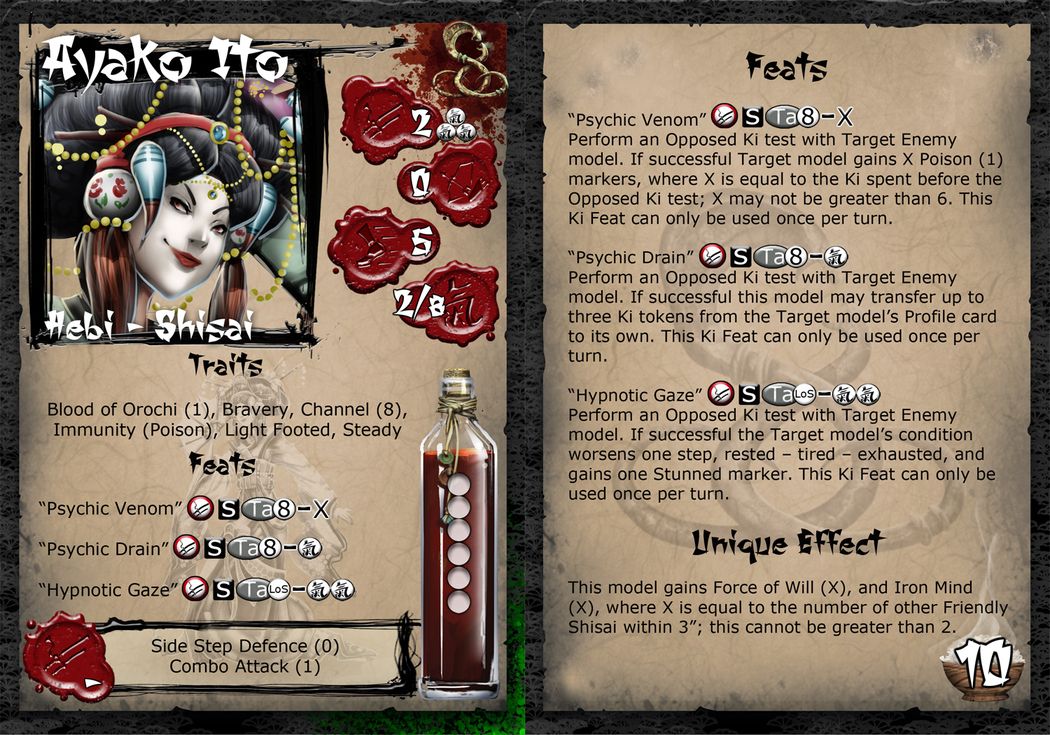 Ayako Ito
2 氣氣氣
0
5
2/8 氣
Hebi - Shisai
Traits
Blood of Orochi (1), Bravery, Channel (8),
Immunity (Poison), Light Footed, Steady
Feats
“Psychic Venom” S Ta 8 - X
“Psychic Drain” S Ta 8 - 氣
“Hypnotic Gaze” S Ta LoS - 氣氣
Side Step Defence (0)
Combo Attack (1)
Feats
“Psychic Venom” S Ta 8 - X
Perform an Opposed Ki test with Target Enemy
model. If successful Target model gains X Poison (1)
markers, where X is equal to the Ki spent before the
Opposed Ki test; X may not be greater than 6. This
Ki Feat can only be used once per turn.
“Psychic Drain” S Ta 8 - 氣
Perform an Opposed Ki test with Target Enemy
model. If successful this model may transfer up to
three Ki tokens from the Target model’s Profile card
to its own. This Ki Feat can only be used once per
turn.
“Hypnotic Gaze” S Ta LoS - 氣氣
Perform an Opposed Ki test with Target Enemy
model. If successful the Target model’s condition
worsens one step, rested – tired – exhausted, and
gains one Stunned marker. This Ki Feat can only be
used once per turn.
Unique Effect
This model gains Force of Will (X), and Iron Mind
(X), where X is equal to the number of other Friendly
Shisai within 3”; this cannot be greater than 2.
10